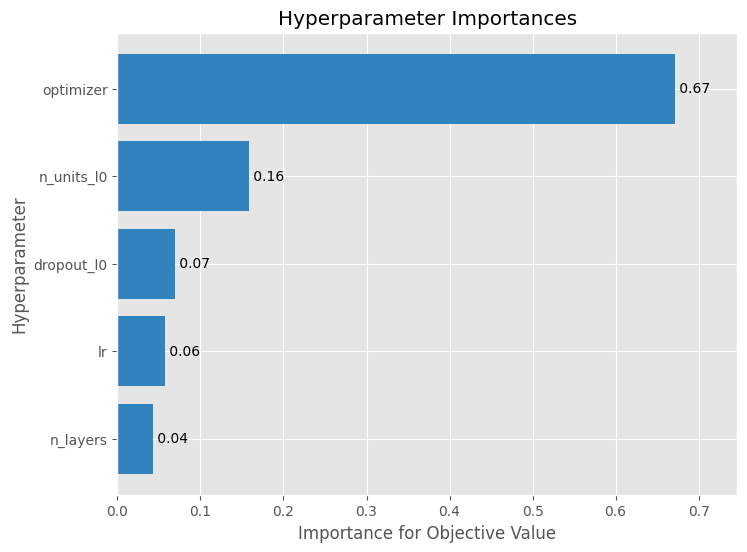 Hyperparameter Importances
Hyperparameter
optimizer 0.67
n_units_l0 0.16
dropout_l0 0.07
lr 0.06
n_layers 0.04
0.0 0.1 0.2 0.3 0.4 0.5 0.6 0.7
Importance for Objective Value